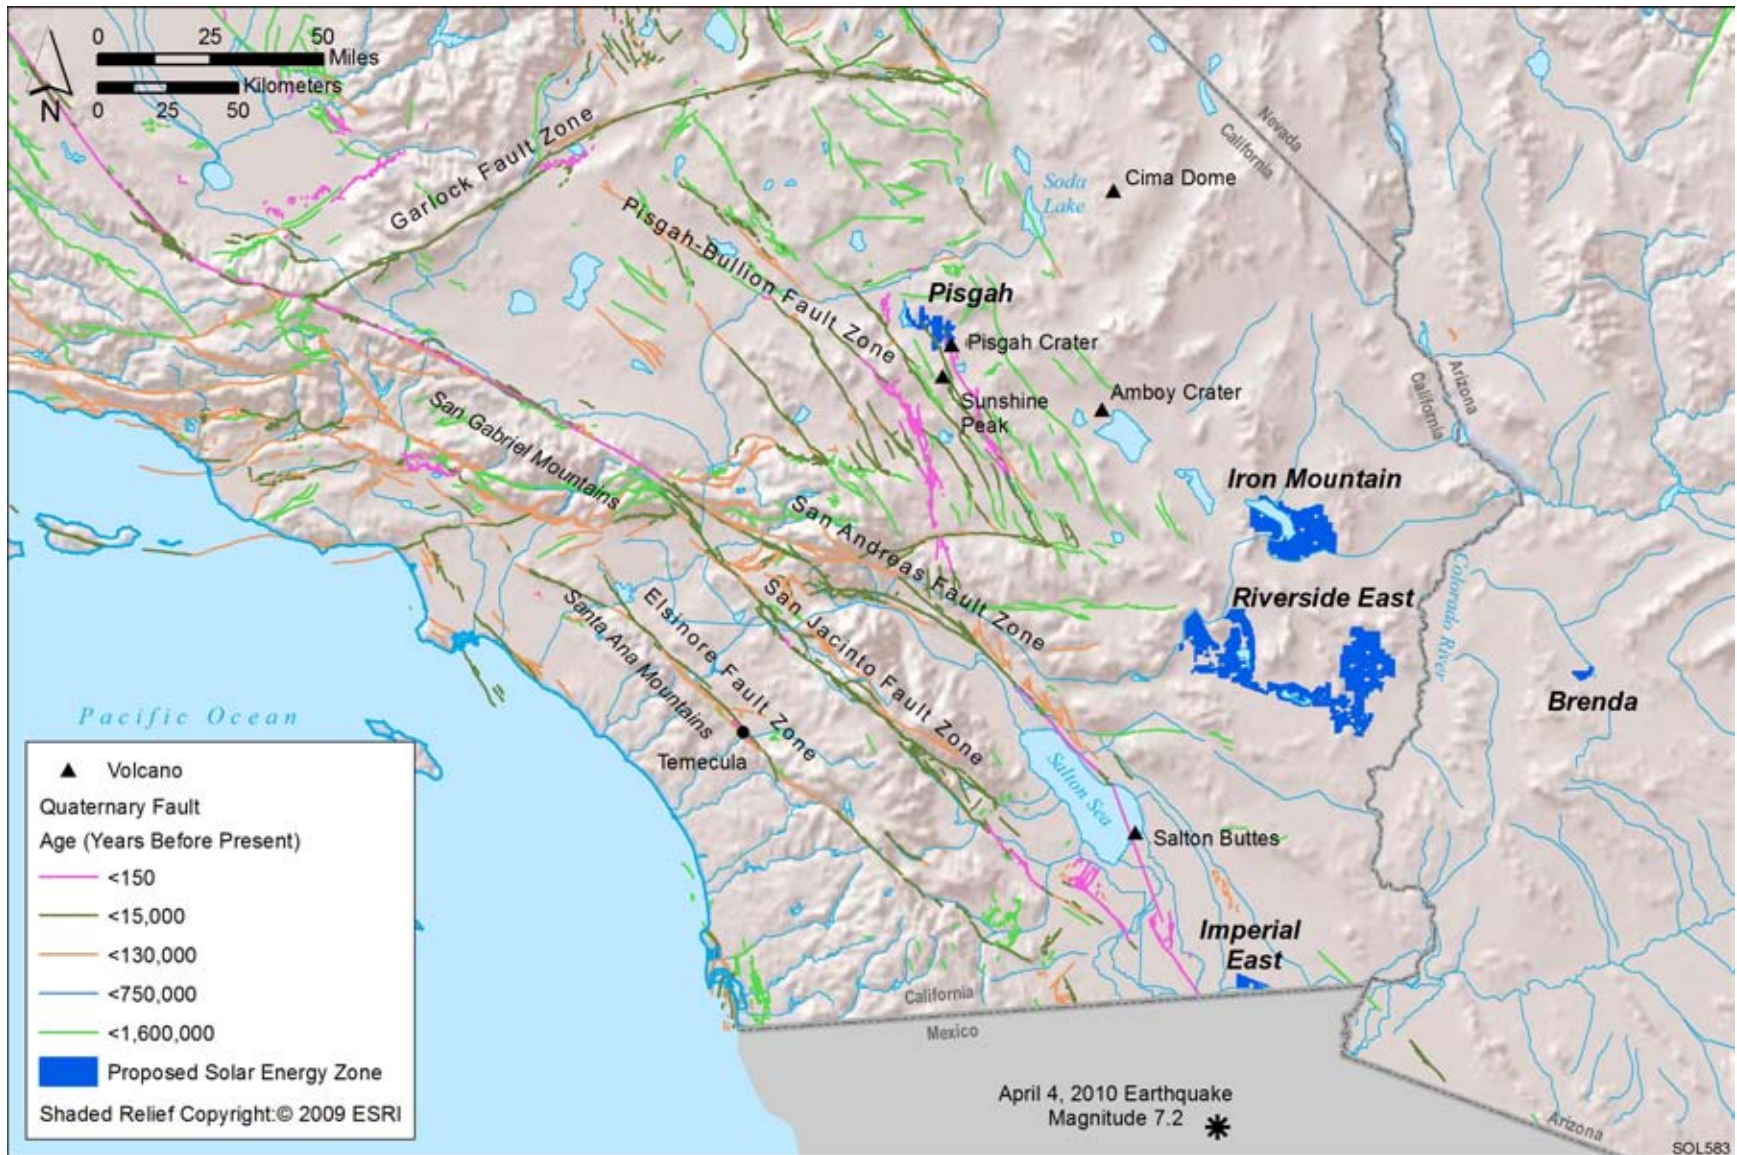 0 25 50
Miles
Kilometers
0 25 50
N
Garlock Fault Zone
Nevada
California
Soda
Lake
Cima Dome
Pisgah-Bullion Fault Zone
Pisgah
Pisgah Crater
Sunshine
Peak
Amboy Crater
Arizona
California
San Gabriel Mountains
Iron Mountain
San Andreas Fault Zone
Colorado River
Riverside East
San Jacinto Fault Zone
Elsinore Fault Zone
Santa Ana Mountains
Brenda
Pacific Ocean
Temecula
Salton Sea
Salton Buttes
Imperial
East
California
Mexico
April 4, 2010 Earthquake
Magnitude 7.2
Arizona
SOL583
Volcano
Quaternary Fault
Age (Years Before Present)
<150
<15,000
<130,000
<750,000
<1,600,000
Proposed Solar Energy Zone
Shaded Relief Copyright:© 2009 ESRI